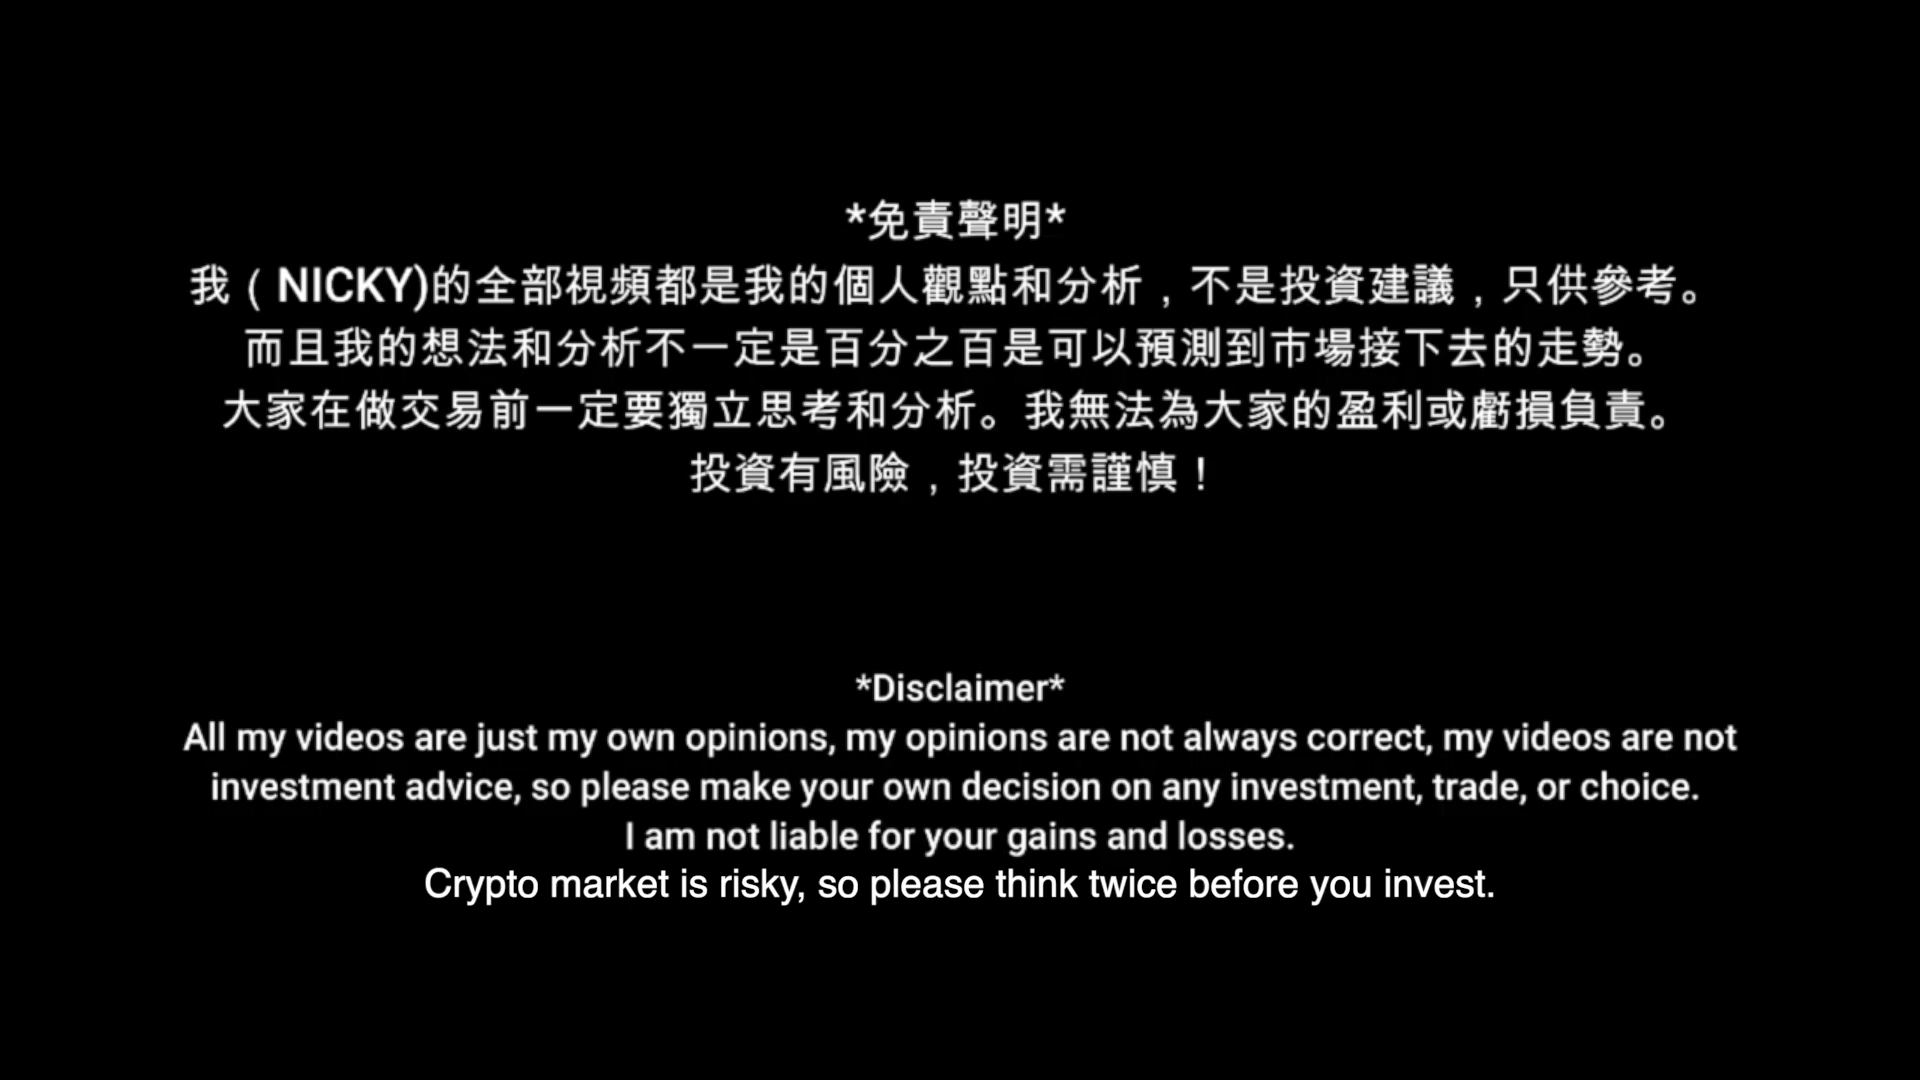 *免責聲明*
我（NICKY)的全部視頻都是我的個人觀點和分析，不是投資建議，只供參考。
而且我的想法和分析不一定是百分之百是可以預測到市場接下去的走勢。
大家在做交易前一定要獨立思考和分析。我無法為大家的盈利或虧損負責。
投資有風險，投資需謹慎！
*Disclaimer*
All my videos are just my own opinions, my opinions are not always correct, my videos are not
investment advice, so please make your own decision on any investment, trade, or choice.
I am not liable for your gains and losses.
Crypto market is risky, so please think twice before you invest.